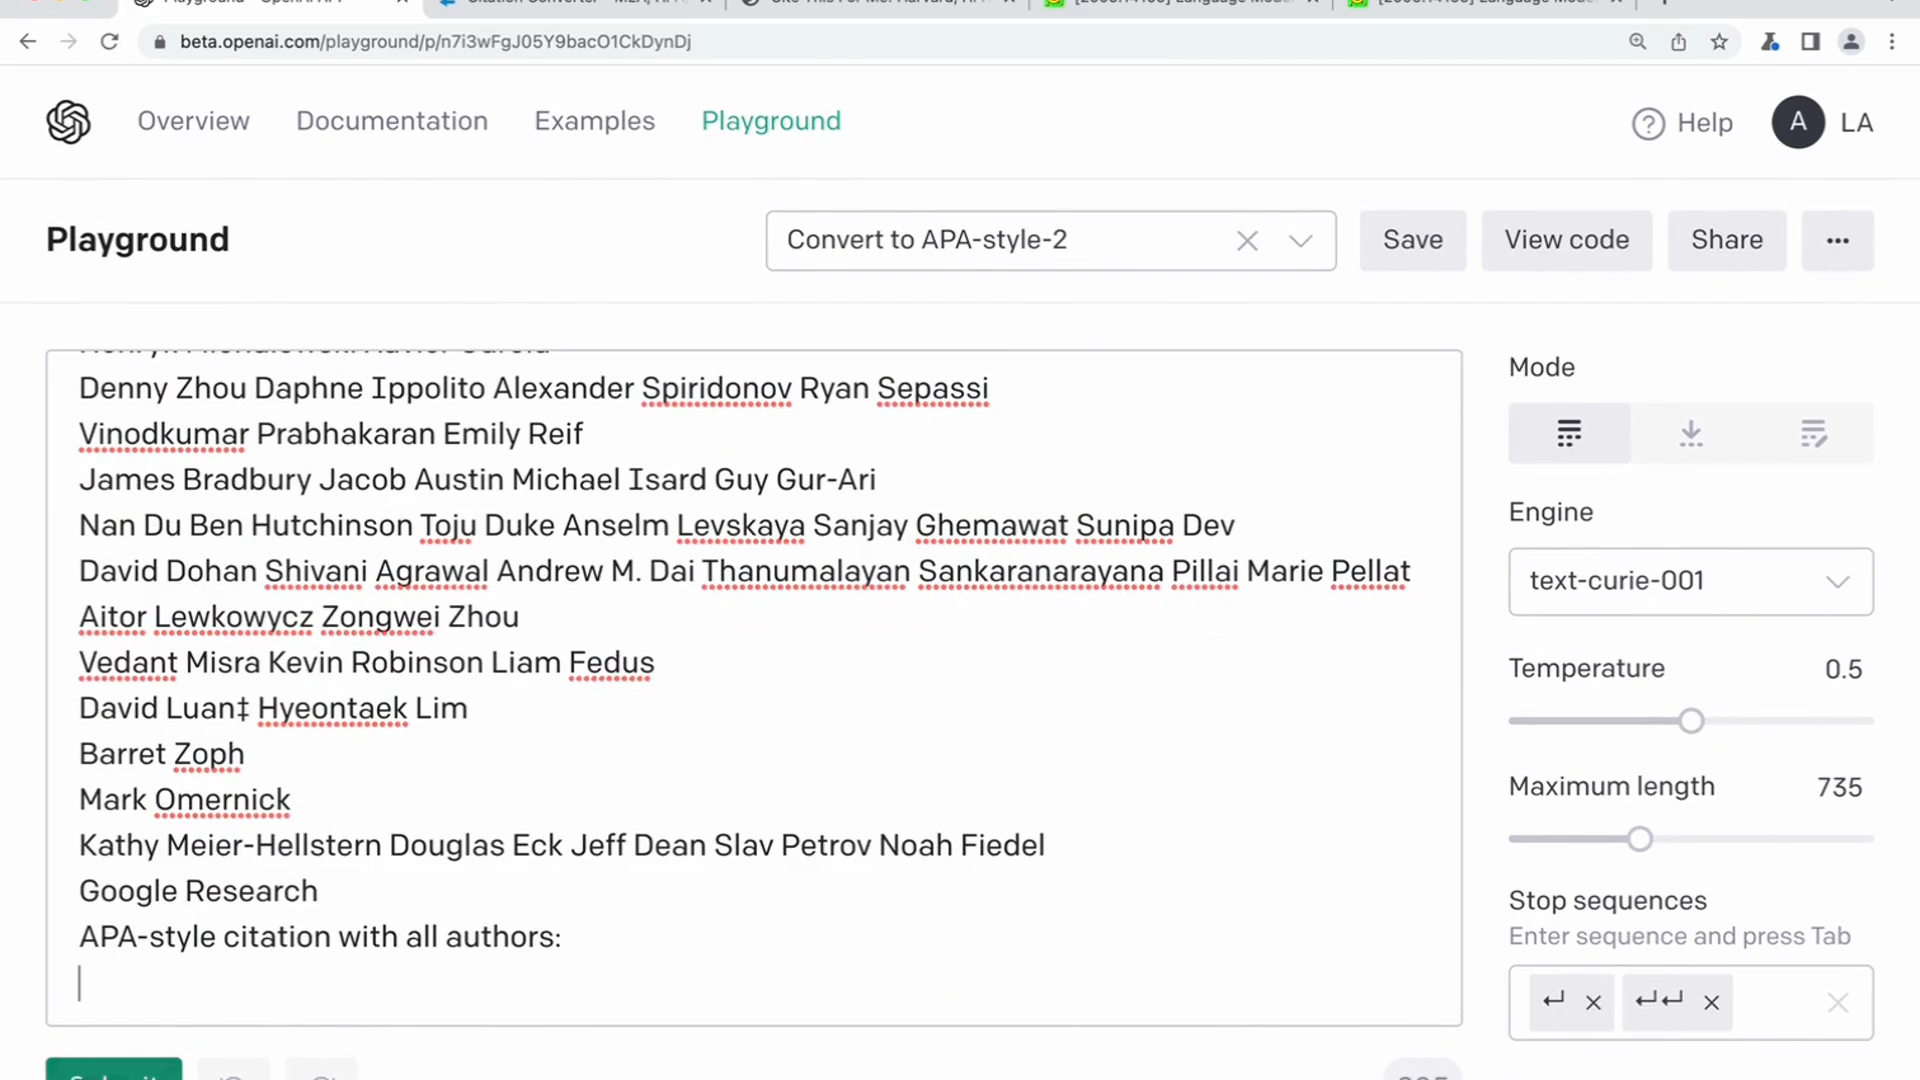 beta.openai.com/playground/p/n7i3wFgJ05Y9bacO1CkDynDj
Overview Documentation Examples Playground
Help A LA
Playground
Convert to APA-style-2
Save View code Share
Denny Zhou Daphne Ippolito Alexander Spiridonov Ryan Sepassi
Vinodkumar Prabhakaran Emily Reif
James Bradbury Jacob Austin Michael Isard Guy Gur-Ari
Nan Du Ben Hutchinson Toju Duke Anselm Levskaya Sanjay Ghemawat Sunipa Dev
David Dohan Shivani Agrawal Andrew M. Dai Thanumalayan Sankaranarayana Pillai Marie Pellat
Aitor Lewkowycz Zongwei Zhou
Vedant Misra Kevin Robinson Liam Fedus
David Luan‡ Hyeontaek Lim
Barret Zoph
Mark Omernick
Kathy Meier-Hellstern Douglas Eck Jeff Dean Slav Petrov Noah Fiedel
Google Research
APA-style citation with all authors:
Mode
Engine
text-curie-001
Temperature 0.5
Maximum length 735
Stop sequences
Enter sequence and press Tab